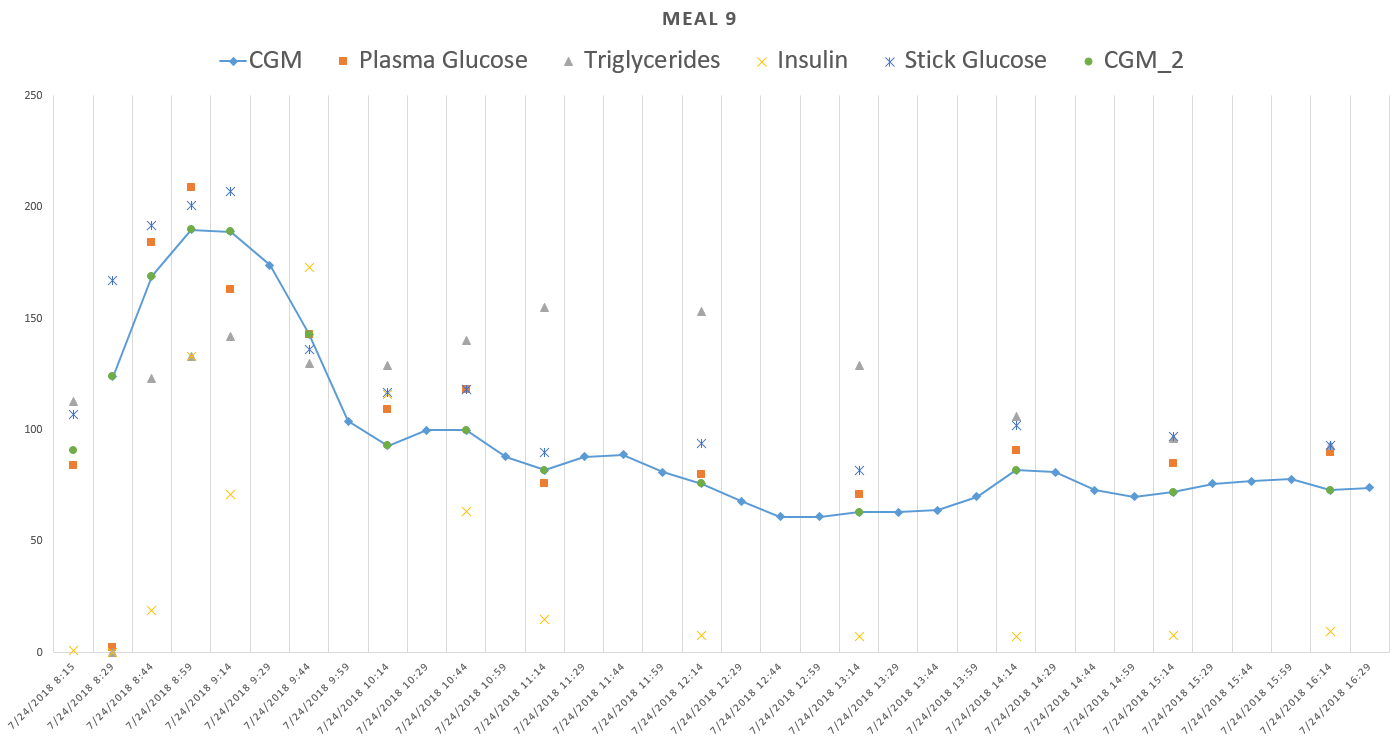 MEAL 9
CGM Plasma Glucose Triglycerides Insulin Stick Glucose CGM_2
250
200
150
100
50
0
7/24/2018 8:15 7/24/2018 8:29 7/24/2018 8:44 7/24/2018 8:59 7/24/2018 9:14 7/24/2018 9:29 7/24/2018 9:44 7/24/2018 9:59 7/24/2018 10:14 7/24/2018 10:29 7/24/2018 10:44 7/24/2018 10:59 7/24/2018 11:14 7/24/2018 11:29 7/24/2018 11:44 7/24/2018 11:59 7/24/2018 12:14 7/24/2018 12:29 7/24/2018 12:44 7/24/2018 12:59 7/24/2018 13:14 7/24/2018 13:29 7/24/2018 13:44 7/24/2018 13:59 7/24/2018 14:14 7/24/2018 14:29 7/24/2018 14:44 7/24/2018 14:59 7/24/2018 15:14 7/24/2018 15:29 7/24/2018 15:44 7/24/2018 15:59 7/24/2018 16:14 7/24/2018 16:29